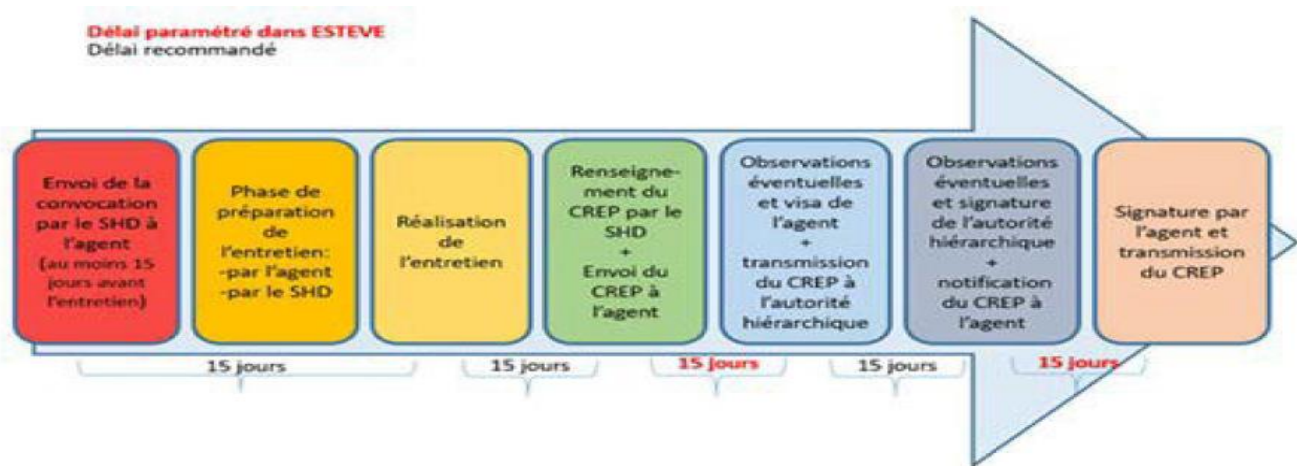 Délai paramétré dans ESTEVE
Délai recommandé
Envoi de la
convocation
par le SHD à
l'agent
(au moins 15
jours avant
l'entretien)
Phase de
préparation
de
l'entretien:
-par l'agent
-par le SHD
Réalisation
de
l'entretien
Renseigne-
ment du
CREP par le
SHD
+
Envoi du
CREP à
l'agent
Observations
éventuelles
et visa de
l'agent
+
transmission
du CREP à
l'autorité
hiérarchique
Observations
éventuelles
et signature
de l'autorité
hiérarchique
+
notification
du CREP à
l'agent
Signature par
l'agent et
transmission
du CREP
15 jours
15 jours
15 jours
15 jours
15 jours